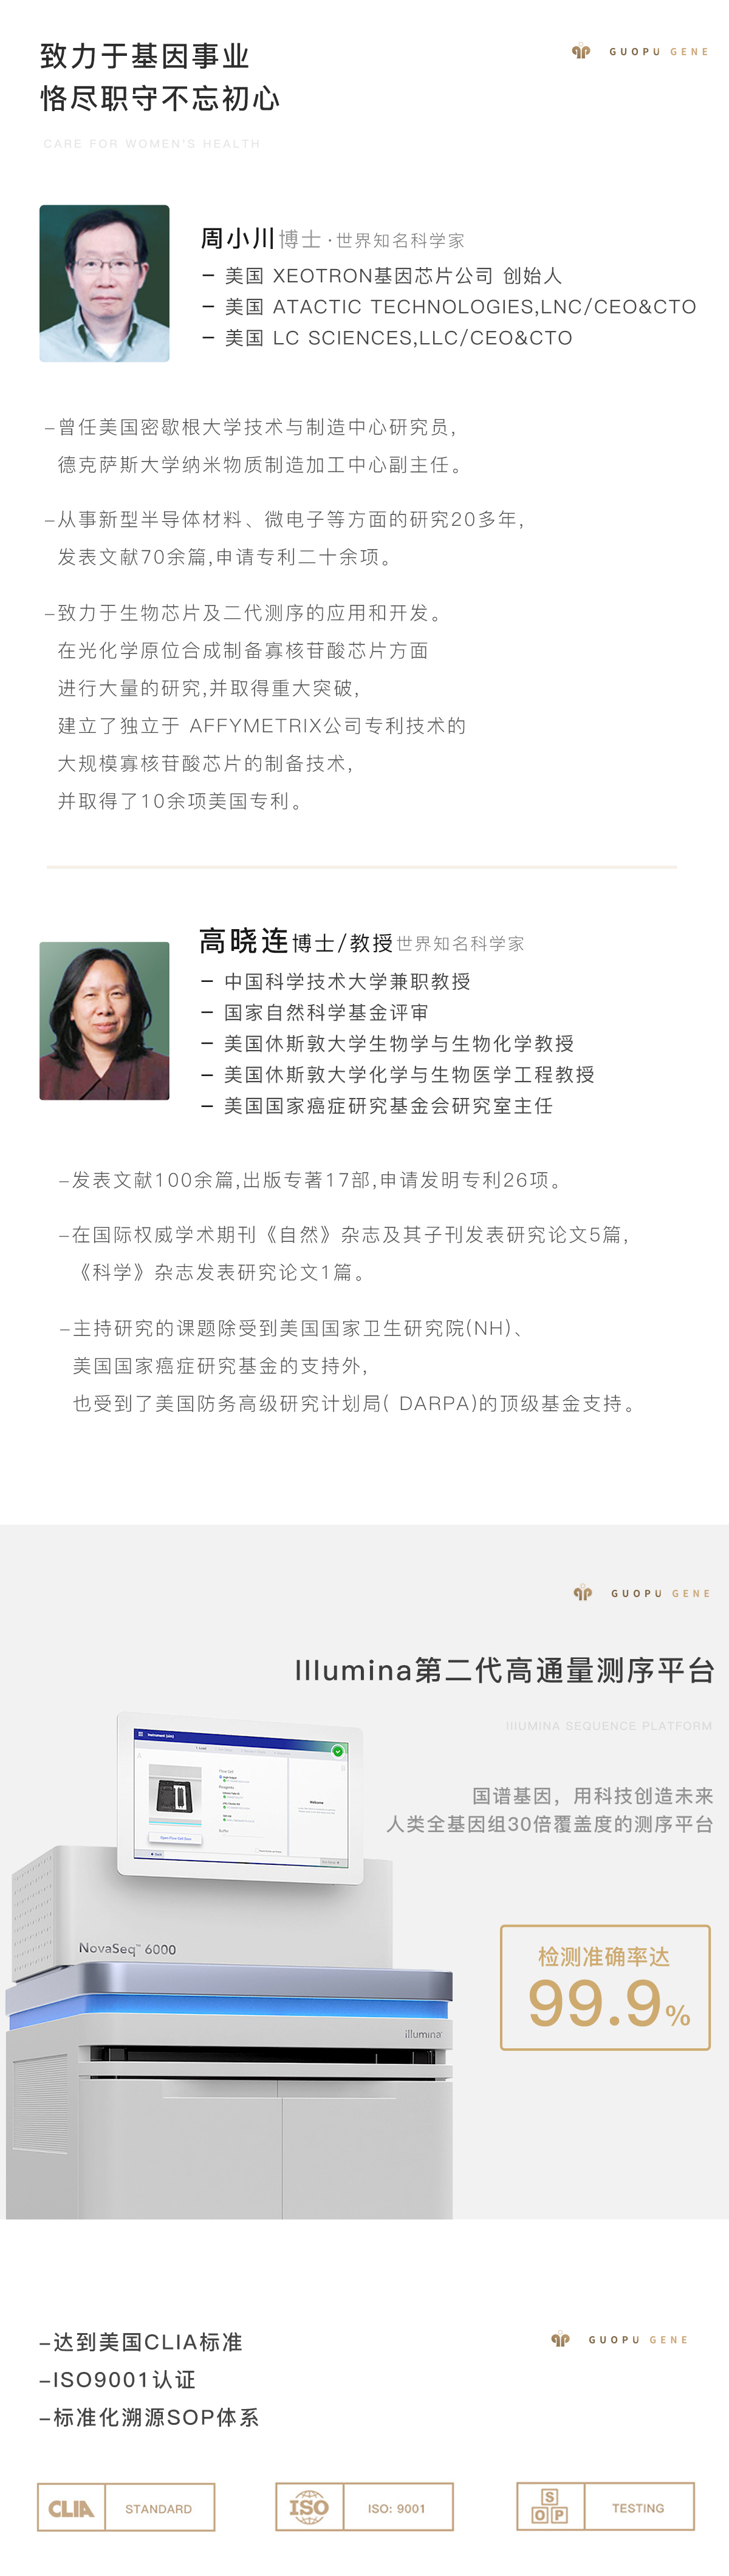 致力于基因事业
GUOPU GENE
恪尽职守不忘初心
CARE FOR WOMEN'S HEALTH
周小川博士·世界知名科学家
– 美国 XEOTRON基因芯片公司 创始人
– 美国 ATACTIC TECHNOLOGIES,LNC/CEO&CTO
– 美国 LC SCIENCES,LLC/CEO&CTO
–曾任美国密歇根大学技术与制造中心研究员,
德克萨斯大学纳米物质制造加工中心副主任。
–从事新型半导体材料、微电子等方面的研究20多年,
发表文献70余篇,申请专利二十余项。
–致力于生物芯片及二代测序的应用和开发。
在光化学原位合成制备寡核苷酸芯片方面
进行大量的研究,并取得重大突破,
建立了独立于 AFFYMETRIX公司专利技术的
大规模寡核苷酸芯片的制备技术,
并取得了10余项美国专利。
高晓连博士/教授世界知名科学家
– 中国科学技术大学兼职教授
– 国家自然科学基金评审
– 美国休斯敦大学生物学与生物化学教授
– 美国休斯敦大学化学与生物医学工程教授
– 美国国家癌症研究基金会研究室主任
–发表文献100余篇,出版专著17部,申请发明专利26项。
–在国际权威学术期刊《自然》杂志及其子刊发表研究论文5篇,
《科学》杂志发表研究论文1篇。
–主持研究的课题除受到美国国家卫生研究院(NH)、
美国国家癌症研究基金的支持外,
也受到了美国防务高级研究计划局( DARPA)的顶级基金支持。
GUOPU GENE
Illumina第二代高通量测序平台
IIIUMINA SEQUENCE PLATFORM
国谱基因，用科技创造未来
人类全基因组30倍覆盖度的测序平台
Welcome
NovaSeq™ 6000
illumina
检测准确率达
99.9%
–达到美国CLIA标准
GUOPU GENE
–ISO9001认证
–标准化溯源SOP体系
CLIA STANDARD
ISO ISO: 9001
SOP TESTING